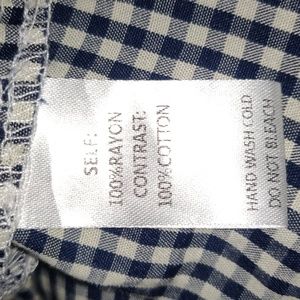 SELF:
100%RAYON
CONTRAST:
100%COTTON
HAND WASH COLD
DO NOT BLEACH